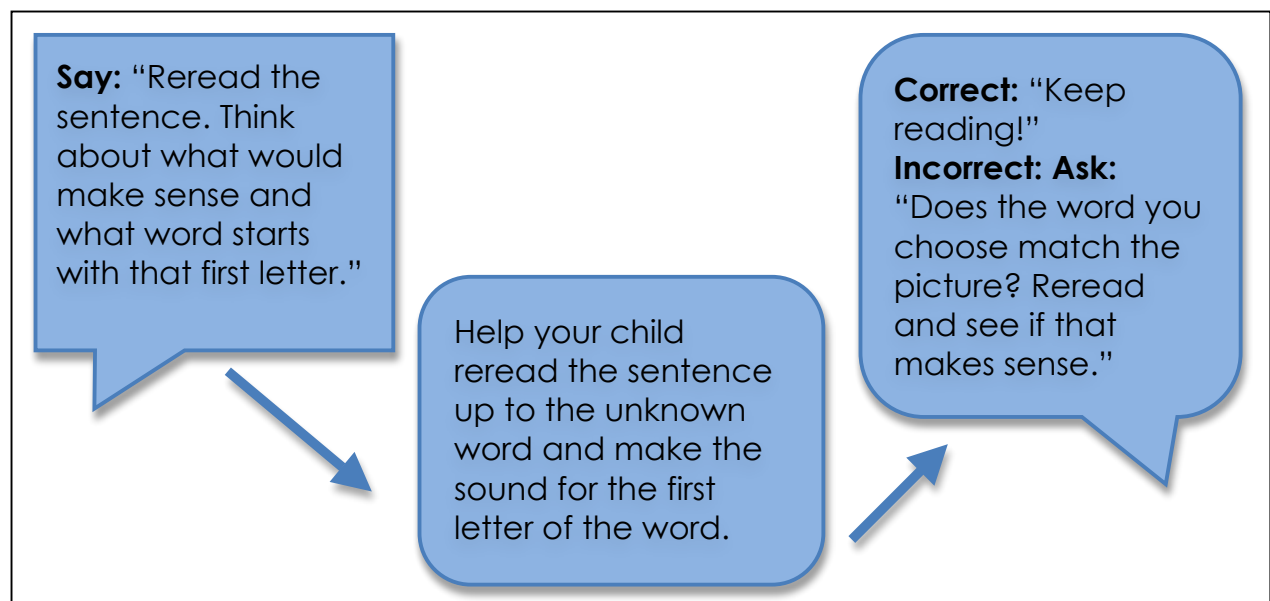 Say: “Reread the
sentence. Think
about what would
make sense and
what word starts
with that first letter.”
Help your child
reread the sentence
up to the unknown
word and make the
sound for the first
letter of the word.
Correct: “Keep
reading!”
Incorrect: Ask:
“Does the word you
choose match the
picture? Reread
and see if that
makes sense.”